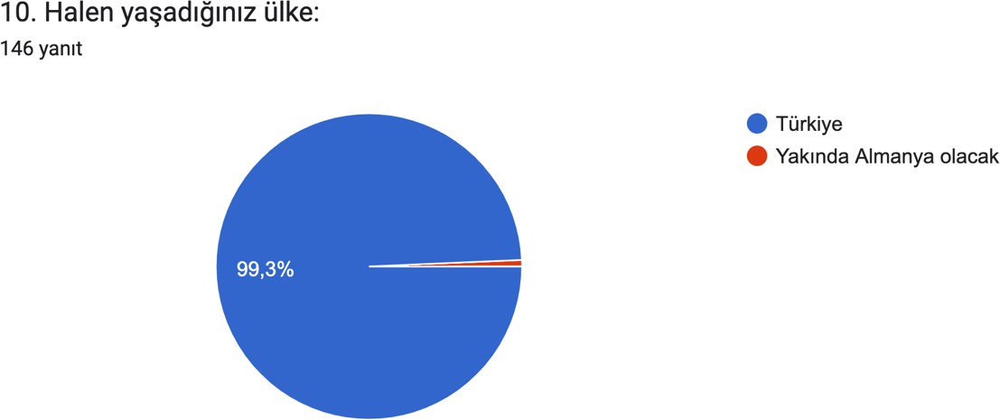 10. Halen yaşadığınız ülke:
146 yanıt
Türkiye
Yakında Almanya olacak
99,3%